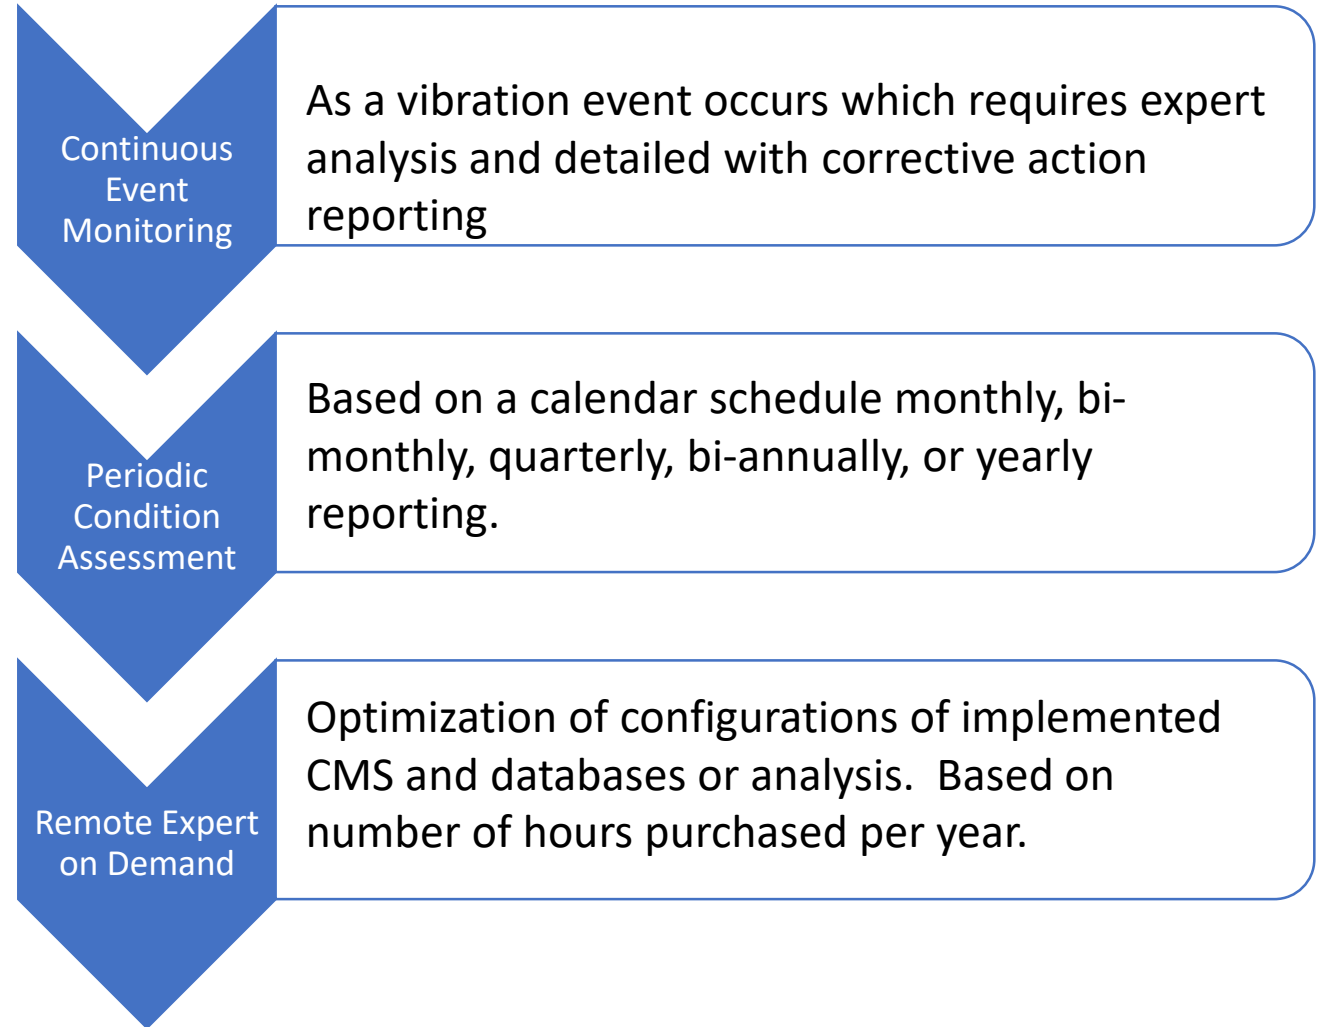 Continuous
Event
Monitoring
As a vibration event occurs which requires expert
analysis and detailed with corrective action
reporting
Periodic
Condition
Assessment
Based on a calendar schedule monthly, bi-
monthly, quarterly, bi-annually, or yearly
reporting.
Remote Expert
on Demand
Optimization of configurations of implemented
CMS and databases or analysis.  Based on
number of hours purchased per year.